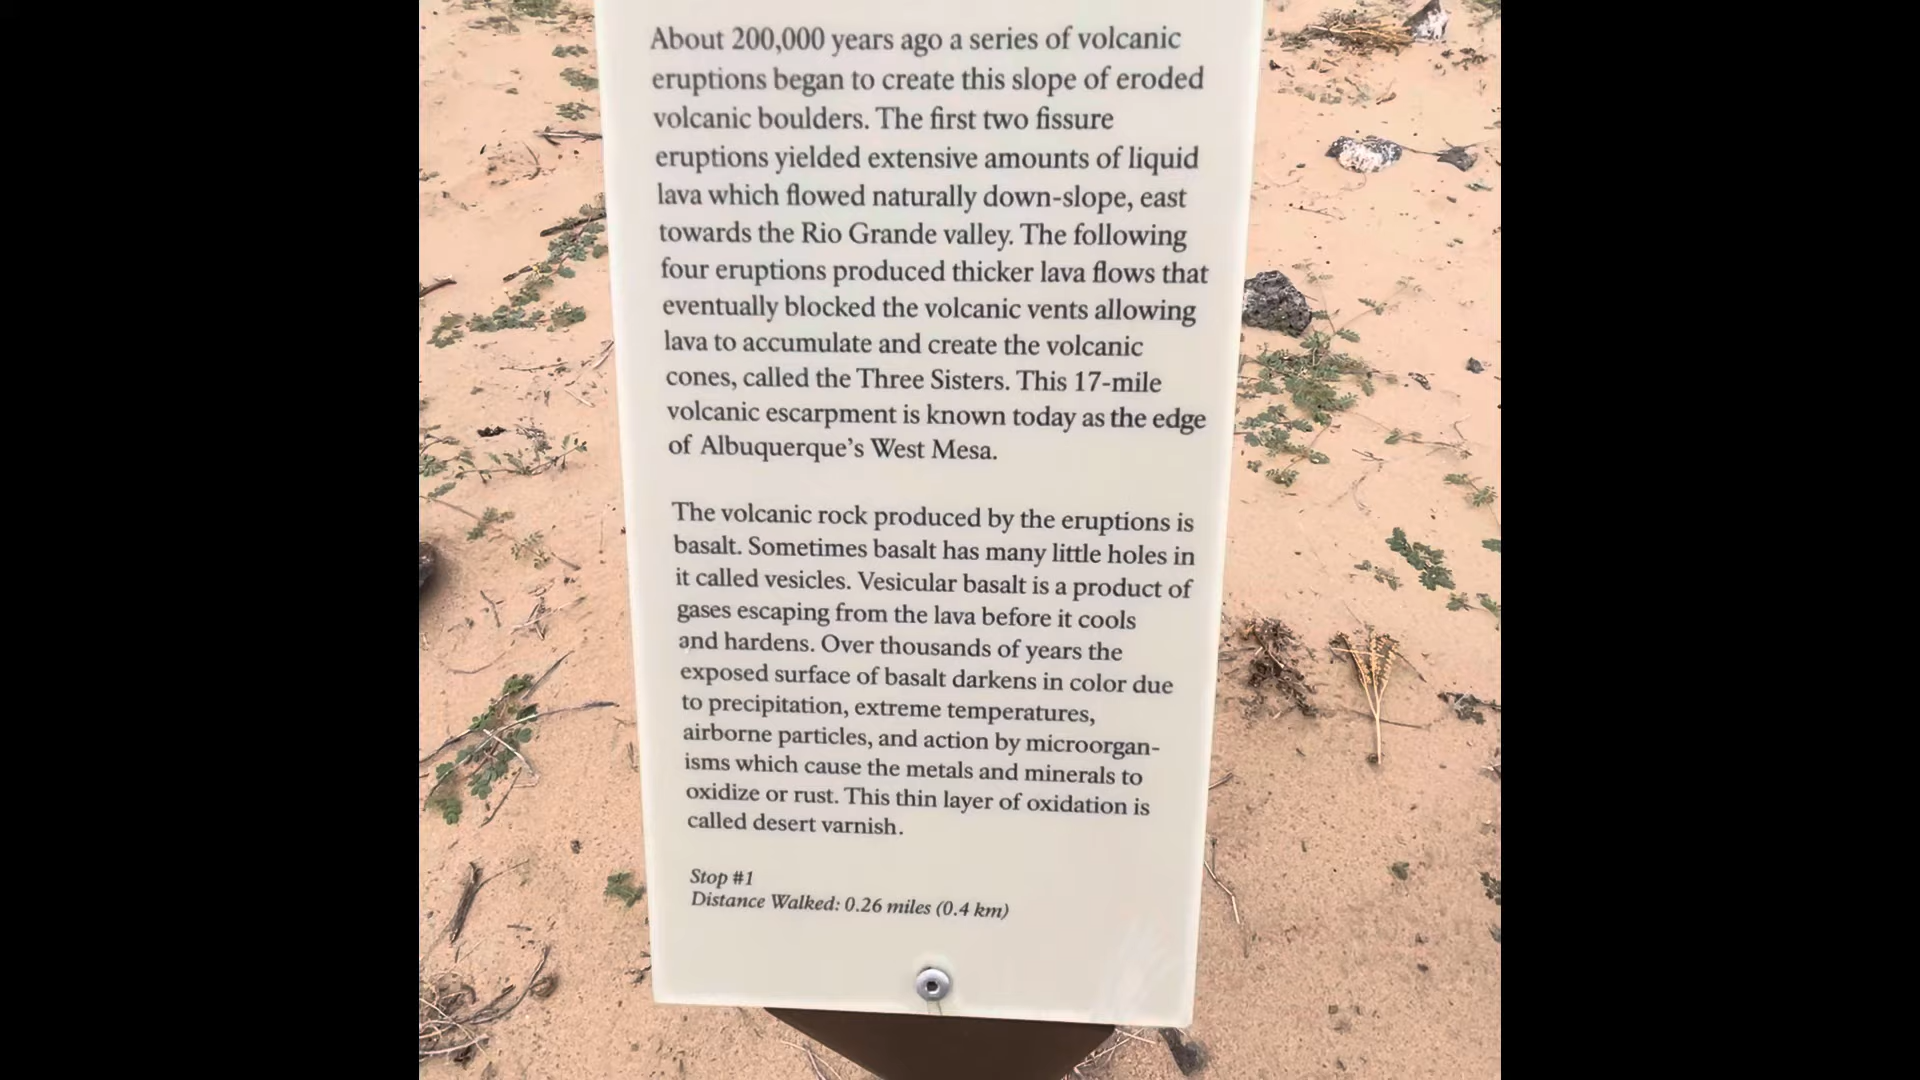 About 200,000 years ago a series of volcanic
eruptions began to create this slope of eroded
volcanic boulders. The first two fissure
eruptions yielded extensive amounts of liquid
lava which flowed naturally down-slope, east
towards the Rio Grande valley. The following
four eruptions produced thicker lava flows that
eventually blocked the volcanic vents allowing
lava to accumulate and create the volcanic
cones, called the Three Sisters. This 17-mile
volcanic escarpment is known today as the edge
of Albuquerque’s West Mesa.
The volcanic rock produced by the eruptions is
basalt. Sometimes basalt has many little holes in
it called vesicles. Vesicular basalt is a product of
gases escaping from the lava before it cools
and hardens. Over thousands of years the
exposed surface of basalt darkens in color due
to precipitation, extreme temperatures,
airborne particles, and action by microorgan-
isms which cause the metals and minerals to
oxidize or rust. This thin layer of oxidation is
called desert varnish.
Stop #1
Distance Walked: 0.26 miles (0.4 km)